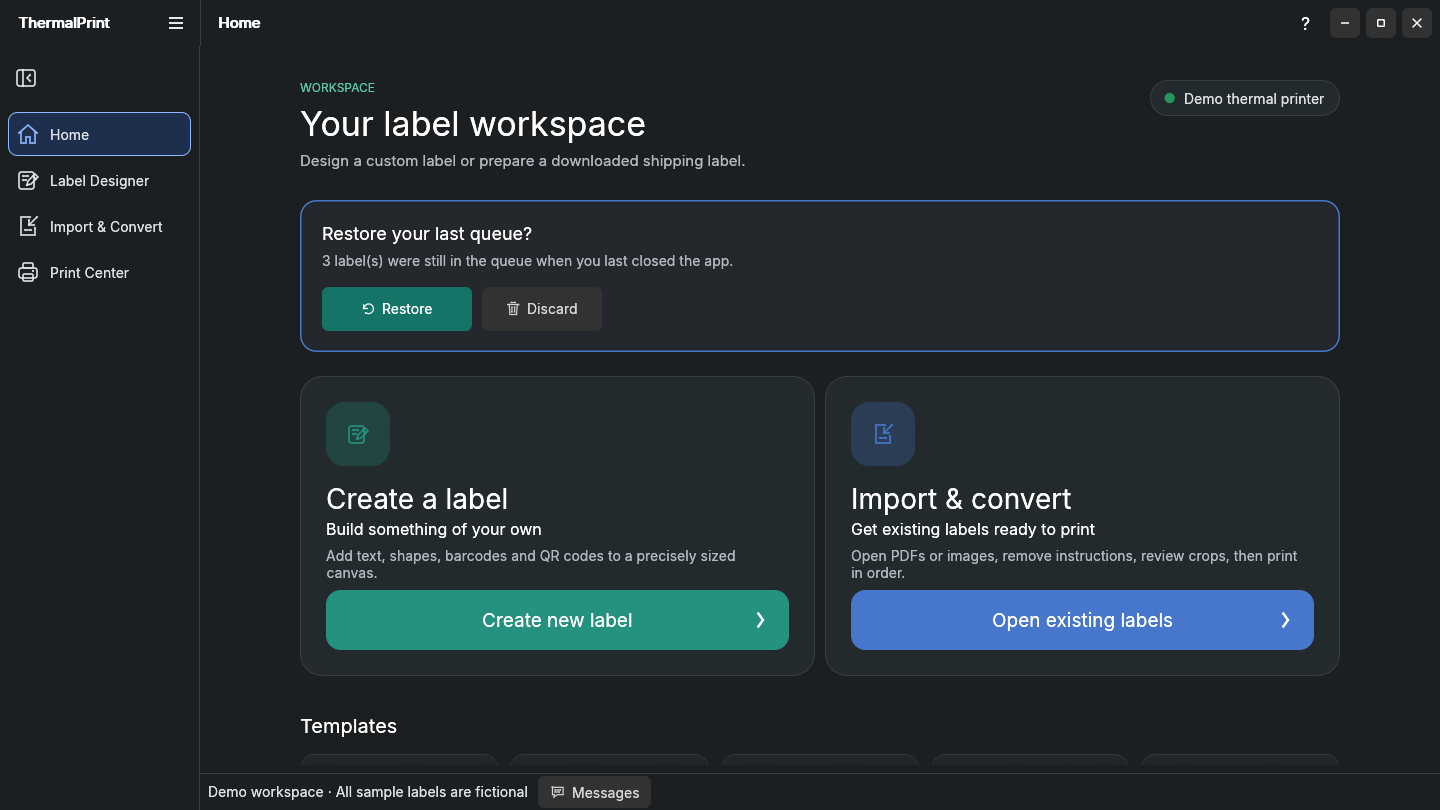 ThermalPrint
Home
?
Home
Label Designer
Import & Convert
Print Center
WORKSPACE
Your label workspace
Design a custom label or prepare a downloaded shipping label.
Demo thermal printer
Restore your last queue?
3 label(s) were still in the queue when you last closed the app.
Restore
Discard
Create a label
Build something of your own
Add text, shapes, barcodes and QR codes to a precisely sized
canvas.
Create new label
Import & convert
Get existing labels ready to print
Open PDFs or images, remove instructions, review crops, then print
in order.
Open existing labels
Templates
Demo workspace · All sample labels are fictional
Messages